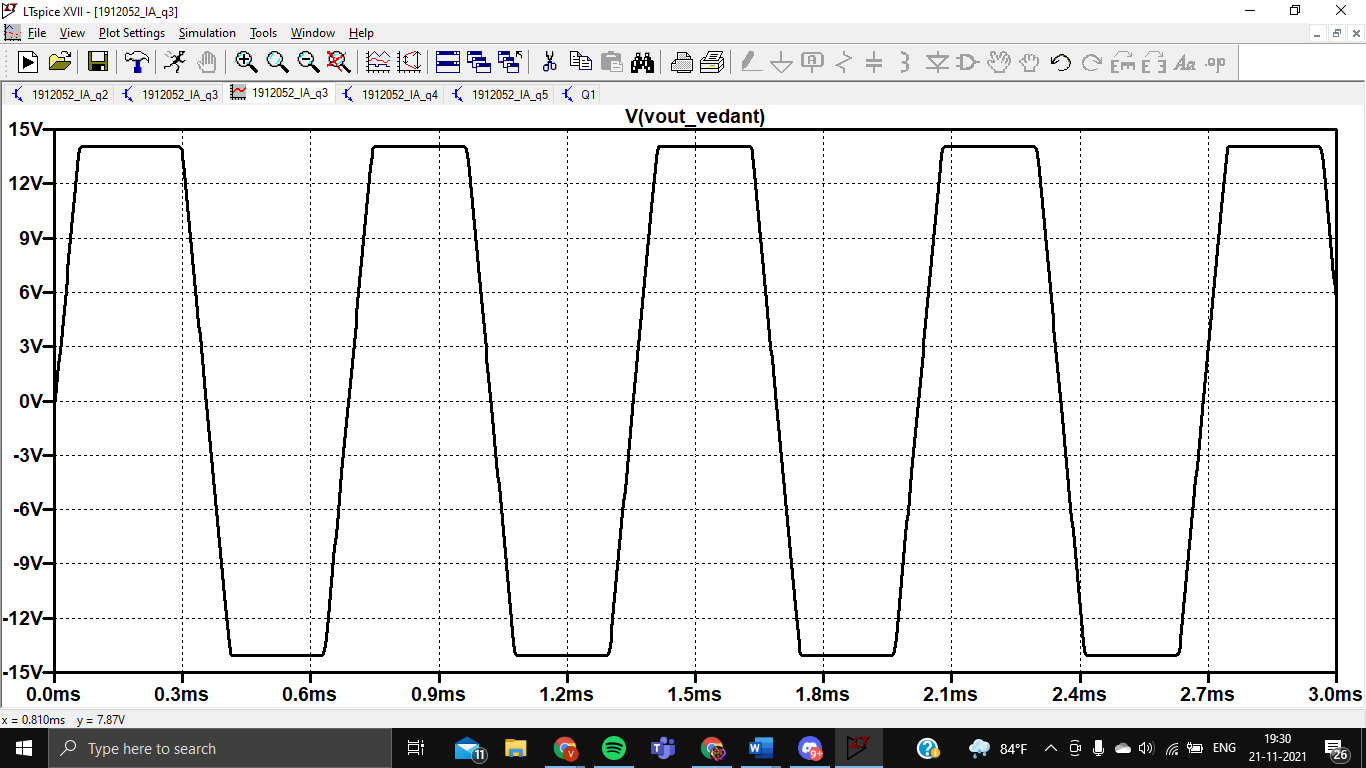 LTspice XVII - [1912052_IA_q3]
File View Plot Settings Simulation Tools Window Help
1912052_IA_q2 1912052_IA_q3 1912052_IA_q3 1912052_IA_q4 1912052_IA_q5 Q1
V(vout_vedant)
15V
12V
9V
6V
3V
0V
-3V
-6V
-9V
-12V
-15V
0.0ms 0.3ms 0.6ms 0.9ms 1.2ms 1.5ms 1.8ms 2.1ms 2.4ms 2.7ms 3.0ms
x = 0.810ms y = 7.87V
Type here to search 11 9+ 84°F ENG 19:30
21-11-2021 26